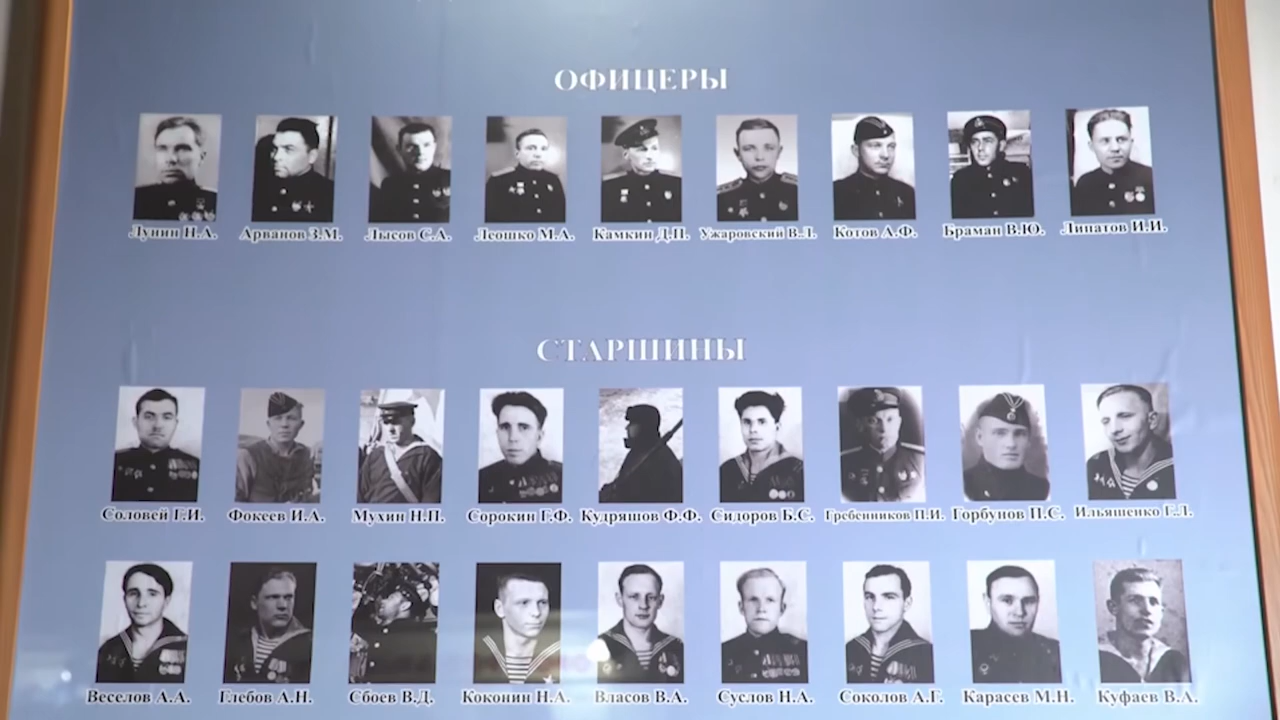 ОФИЦЕРЫ
Лунин Н.А. Арванов З.М. Лысов С.А. Леошко М.А. Камкин Д.П. Ужаровский В.Л. Котов А.Ф. Браман В.Ю. Липатов И.И.
СТАРШИНЫ
Соловей Г.И. Фокеев И.А. Мухин Н.П. Сорокин Г.Ф. Кудряшов Ф.Ф. Сидоров Б.С. Гребенников П.И. Горбунов П.С. Ильяшенко Г.Л.
Веселов А.А. Глебов А.Н. Сбоев В.Д. Коконин Н.А. Власов В.А. Суслов Н.А. Соколов А.Г. Карасев М.Н. Куфаев В.А.